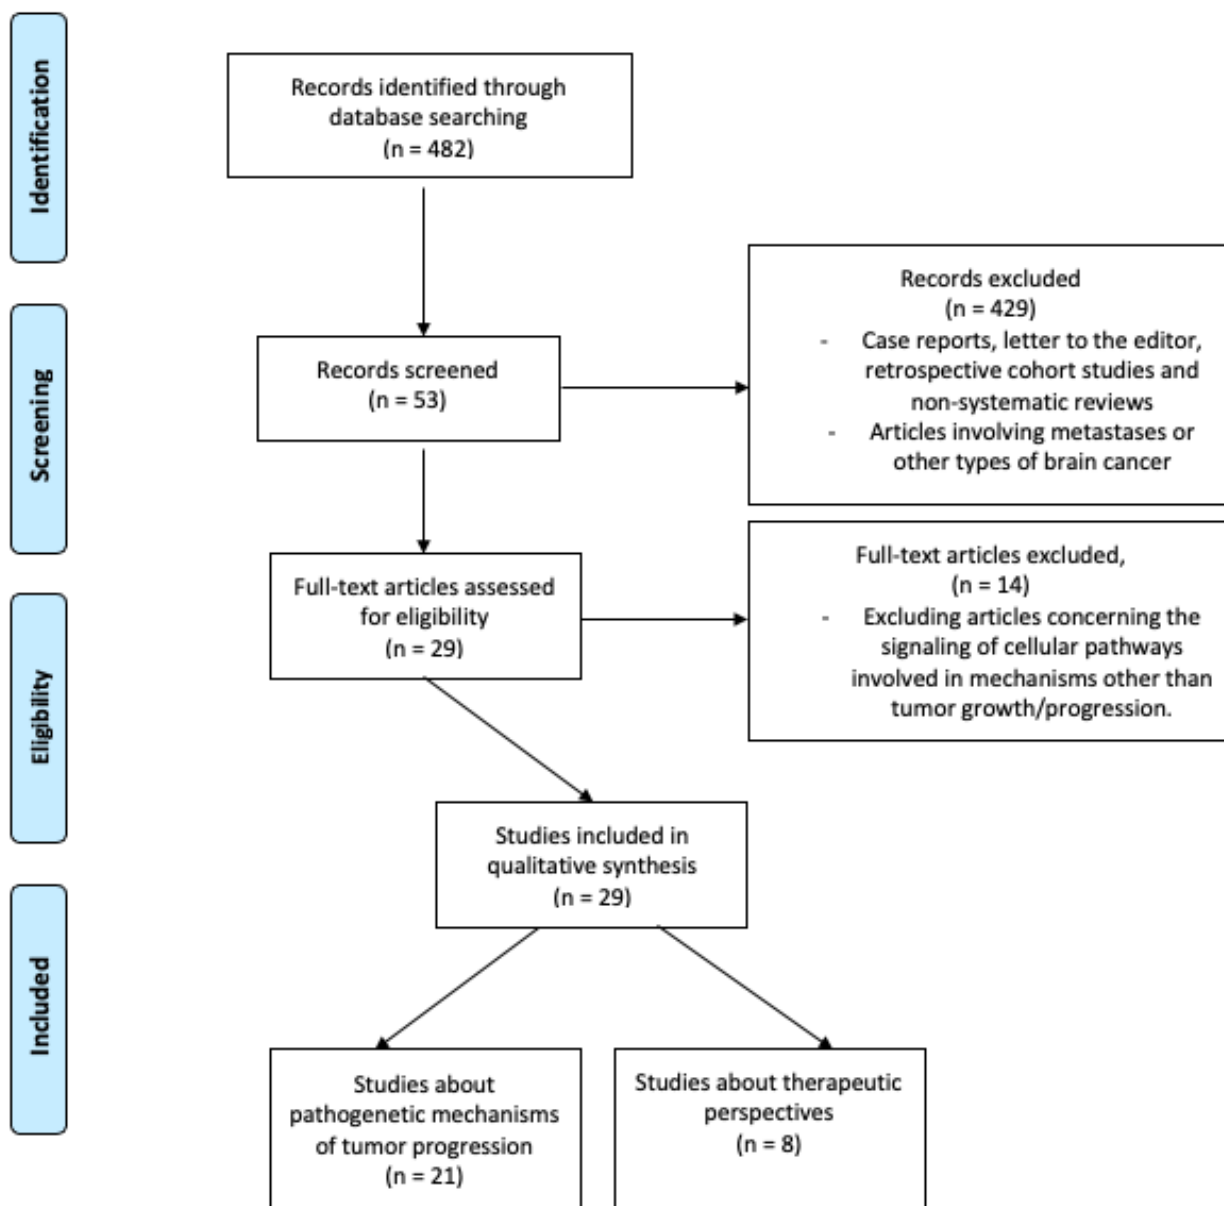 Identification
Records identified through
database searching
(n = 482)
Records excluded
(n = 429)
- Case reports, letter to the editor,
retrospective cohort studies and
non-systematic reviews
- Articles involving metastases or
other types of brain cancer
Screening
Records screened
(n = 53)
Full-text articles excluded,
(n = 14)
- Excluding articles concerning the
signaling of cellular pathways
involved in mechanisms other than
tumor growth/progression.
Eligibility
Full-text articles assessed
for eligibility
(n = 29)
Studies included in
qualitative synthesis
(n = 29)
Included
Studies about
pathogenetic mechanisms
of tumor progression
(n = 21)
Studies about therapeutic
perspectives
(n = 8)